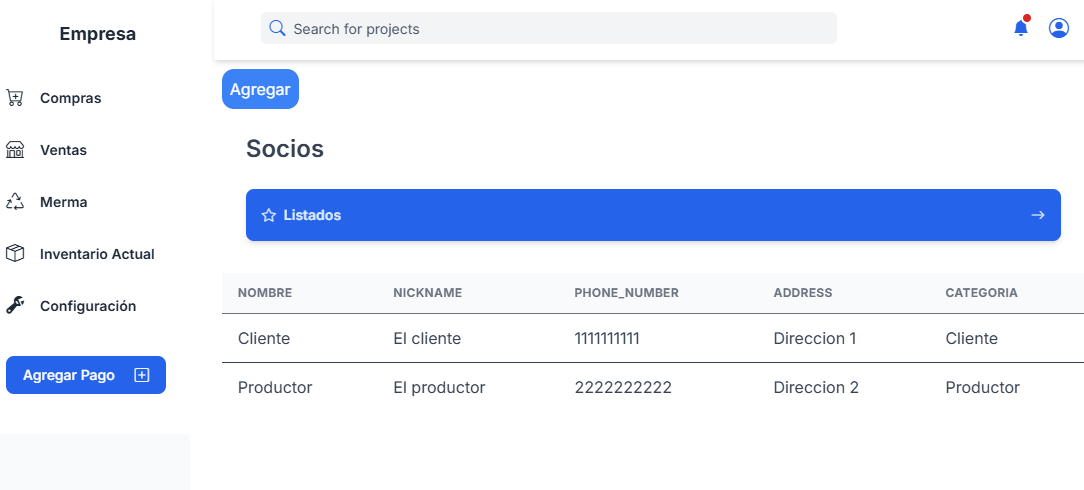 Empresa
Search for projects
Compras
Ventas
Merma
Inventario Actual
Configuración
Agregar Pago
Agregar
Socios
Listados
NOMBRE NICKNAME PHONE_NUMBER ADDRESS CATEGORIA
Cliente El cliente 1111111111 Direccion 1 Cliente
Productor El productor 2222222222 Direccion 2 Productor